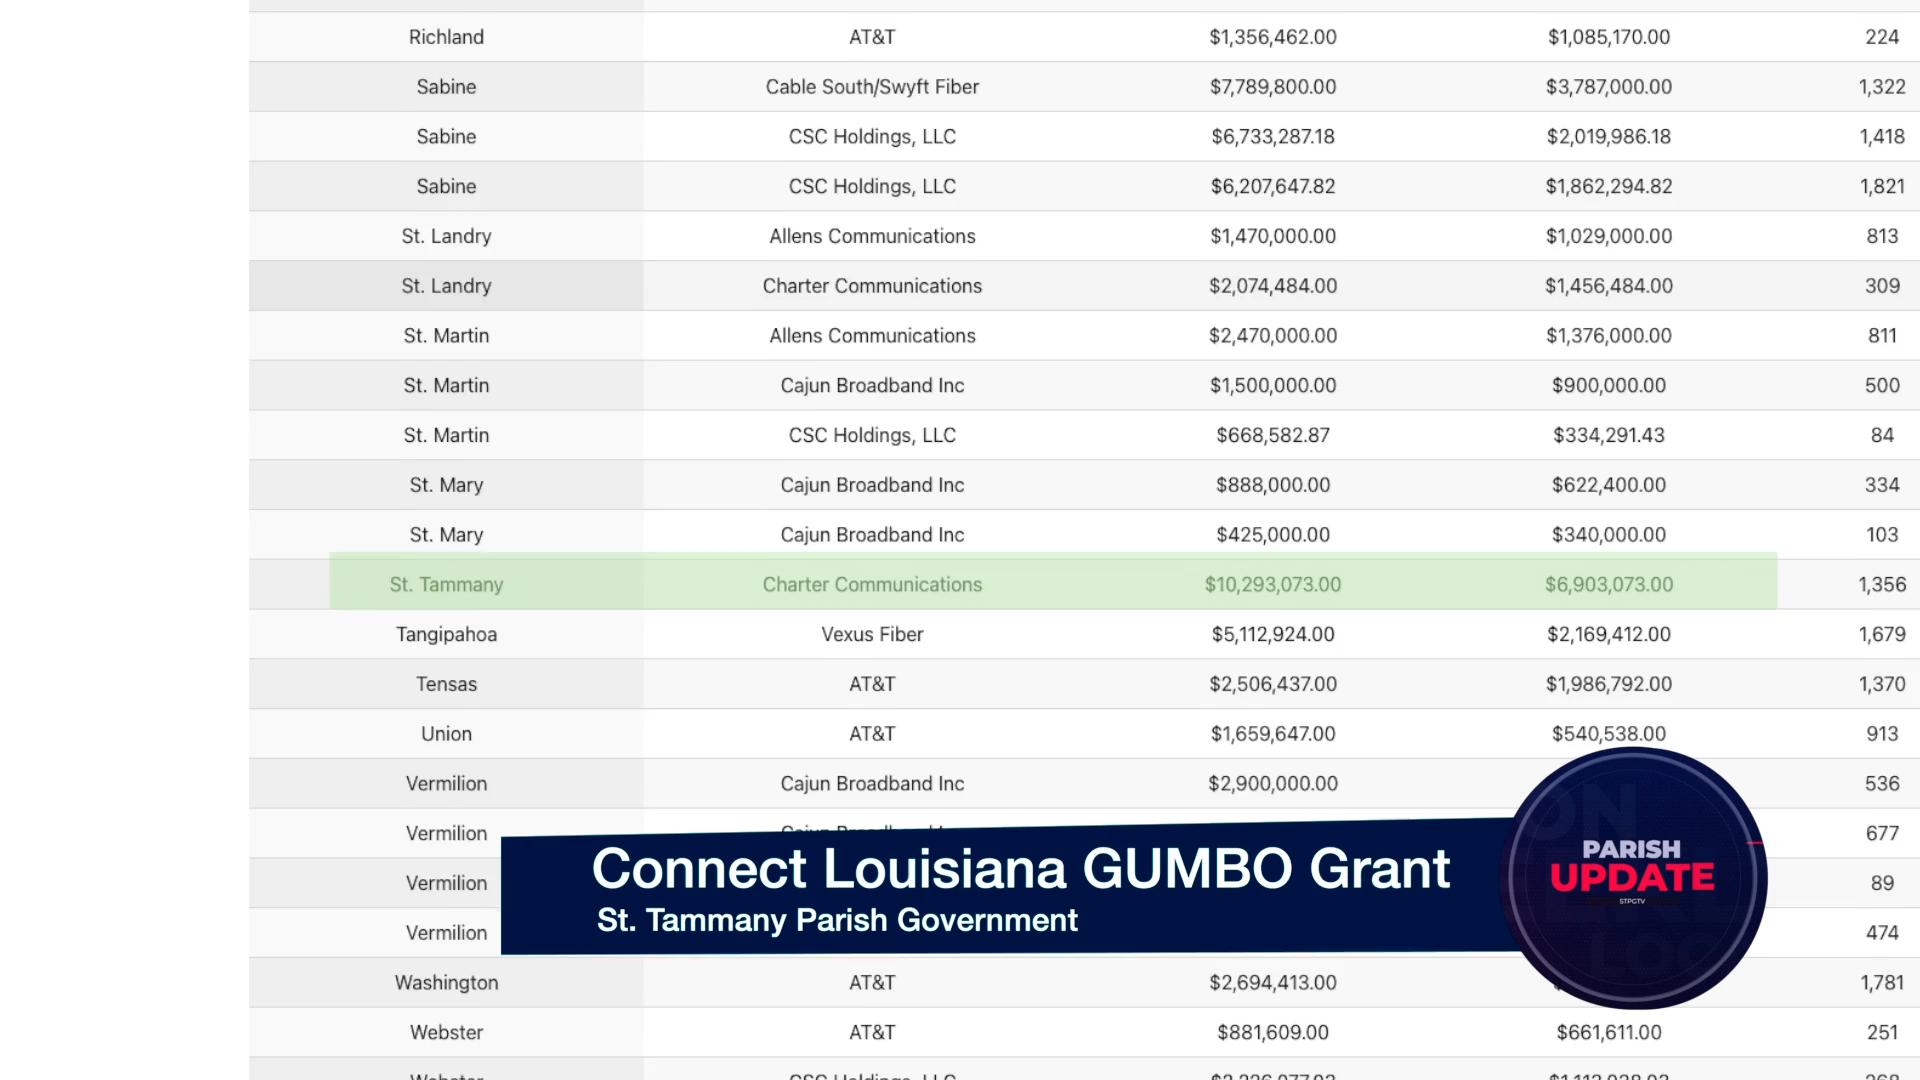 Richland AT&T $1,356,462.00 $1,085,170.00 224
Sabine Cable South/Swyft Fiber $7,789,800.00 $3,787,000.00 1,322
Sabine CSC Holdings, LLC $6,733,287.18 $2,019,986.18 1,418
Sabine CSC Holdings, LLC $6,207,647.82 $1,862,294.82 1,821
St. Landry Allens Communications $1,470,000.00 $1,029,000.00 813
St. Landry Charter Communications $2,074,484.00 $1,456,484.00 309
St. Martin Allens Communications $2,470,000.00 $1,376,000.00 811
St. Martin Cajun Broadband Inc $1,500,000.00 $900,000.00 500
St. Martin CSC Holdings, LLC $668,582.87 $334,291.43 84
St. Mary Cajun Broadband Inc $888,000.00 $622,400.00 334
St. Mary Cajun Broadband Inc $425,000.00 $340,000.00 103
St. Tammany Charter Communications $10,293,073.00 $6,903,073.00 1,356
Tangipahoa Vexus Fiber $5,112,924.00 $2,169,412.00 1,679
Tensas AT&T $2,506,437.00 $1,986,792.00 1,370
Union AT&T $1,659,647.00 $540,538.00 913
Vermilion Cajun Broadband Inc $2,900,000.00 536
Vermilion 677
Vermilion 89
Vermilion 474
Connect Louisiana GUMBO Grant
St. Tammany Parish Government
PARISH
UPDATE
STPGTV
Washington AT&T $2,694,413.00 1,781
Webster AT&T $881,609.00 $661,611.00 251